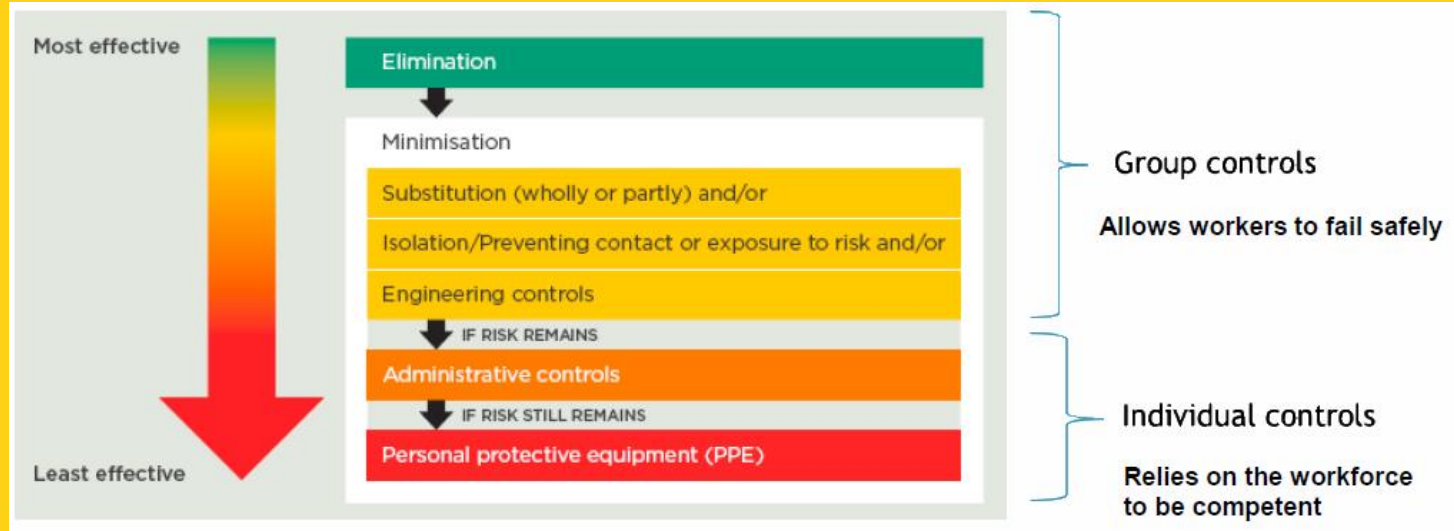 Most effective
Elimination
Minimisation
Substitution (wholly or partly) and/or
Isolation/Preventing contact or exposure to risk and/or
Engineering controls
IF RISK REMAINS
Administrative controls
IF RISK STILL REMAINS
Personal protective equipment (PPE)
Least effective
Group controls
Allows workers to fail safely
Individual controls
Relies on the workforce
to be competent